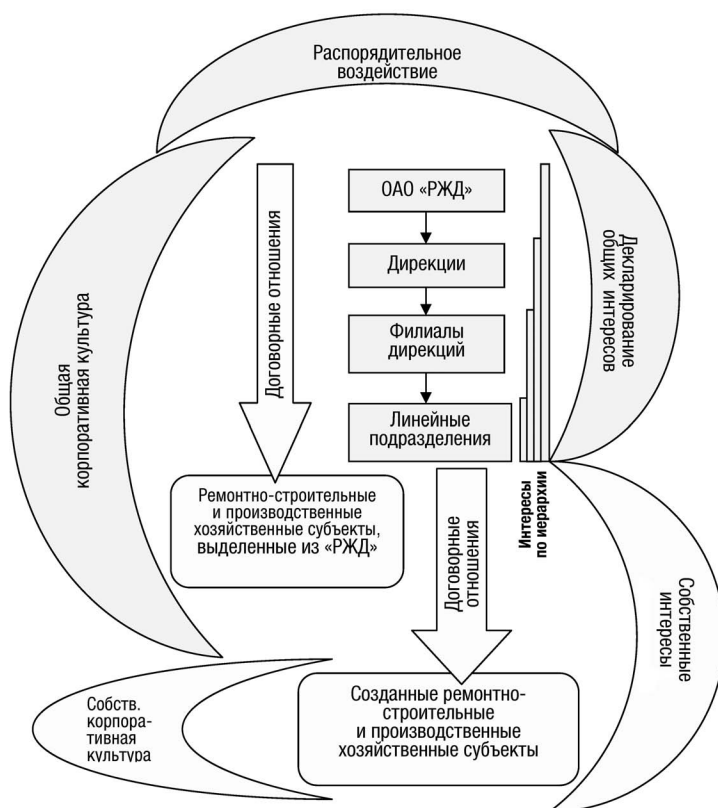 Распорядительное
воздействие
Общая
корпоративная культура
Договорные отношения
ОАО «РЖД»
Дирекции
Филиалы
дирекций
Линейные
подразделения
Декларирование
общих интересов
Интересы
по иерархии
Ремонтно-строительные
и производственные
хозяйственные субъекты,
выделенные из «РЖД»
Договорные
отношения
Собственные
интересы
Собств.
корпора-
тивная
культура
Созданные ремонтно-
строительные
и производственные
хозяйственные субъекты